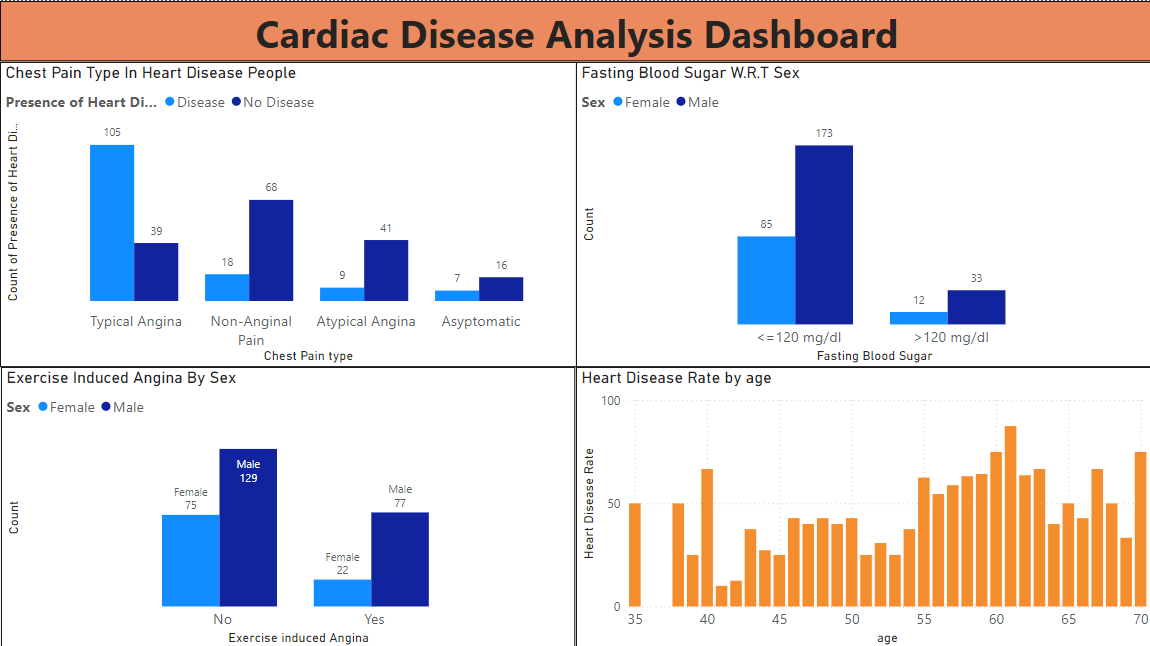 Cardiac Disease Analysis Dashboard
Chest Pain Type In Heart Disease People
Presence of Heart Di... Disease No Disease
Count of Presence of Heart Di...
105
39
18
68
9
41
7
16
Typical Angina
Non-Anginal
Pain
Atypical Angina
Asyptomatic
Chest Pain type
Fasting Blood Sugar W.R.T Sex
Sex Female Male
Count
85
173
12
33
<=120 mg/dl
>120 mg/dl
Fasting Blood Sugar
Exercise Induced Angina By Sex
Sex Female Male
Count
Female
75
Male
129
Female
22
Male
77
No
Yes
Exercise induced Angina
Heart Disease Rate by age
Heart Disease Rate
100
50
0
35 40 45 50 55 60 65 70
age